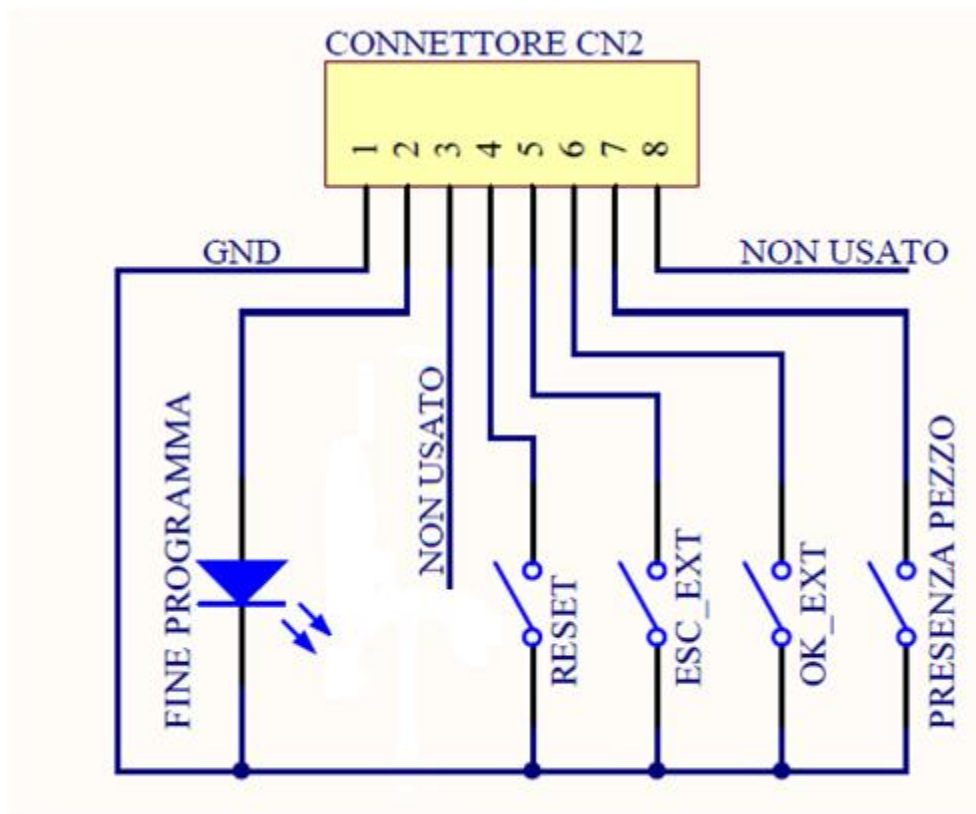 CONNETTORE CN2
1 2 3 4 5 6 7 8
GND
NON USATO
FINE PROGRAMMA
NON USATO
RESET
ESC_EXT
OK_EXT
PRESENZA PEZZO